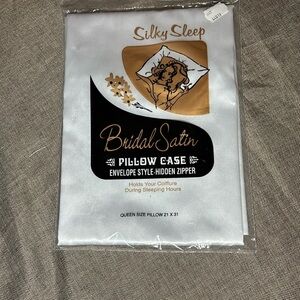 Silky Sleep
Bridal Satin
PILLOW CASE
ENVELOPE STYLE-HIDDEN ZIPPER
Holds Your Coiffure
During Sleeping Hours
QUEEN SIZE PILLOW 21 X 31